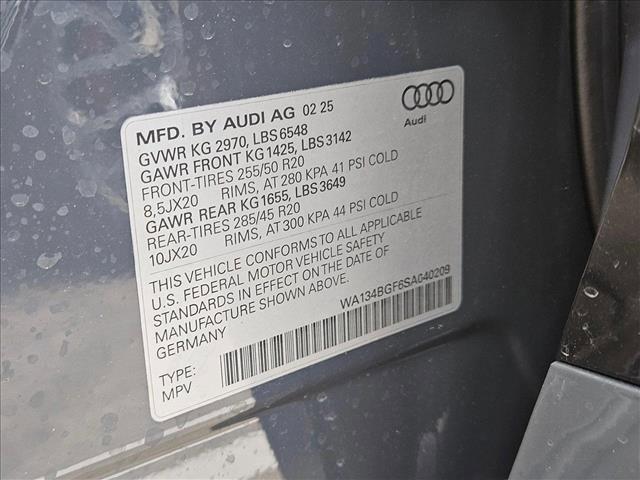 MFD. BY AUDI AG 02 25
GVWR KG 2970, LBS 6548
GAWR FRONT KG 1425, LBS 3142
FRONT-TIRES 255/50 R20
8,5JX20 RIMS, AT 280 KPA 41 PSI COLD
GAWR REAR KG 1655, LBS 3649
REAR-TIRES 285/45 R20
10JX20 RIMS, AT 300 KPA 44 PSI COLD
THIS VEHICLE CONFORMS TO ALL APPLICABLE
U.S. FEDERAL MOTOR VEHICLE SAFETY
STANDARDS IN EFFECT ON THE DATE OF
MANUFACTURE SHOWN ABOVE.
GERMANY
WA134BGF6SA040209
TYPE:
MPV
Audi